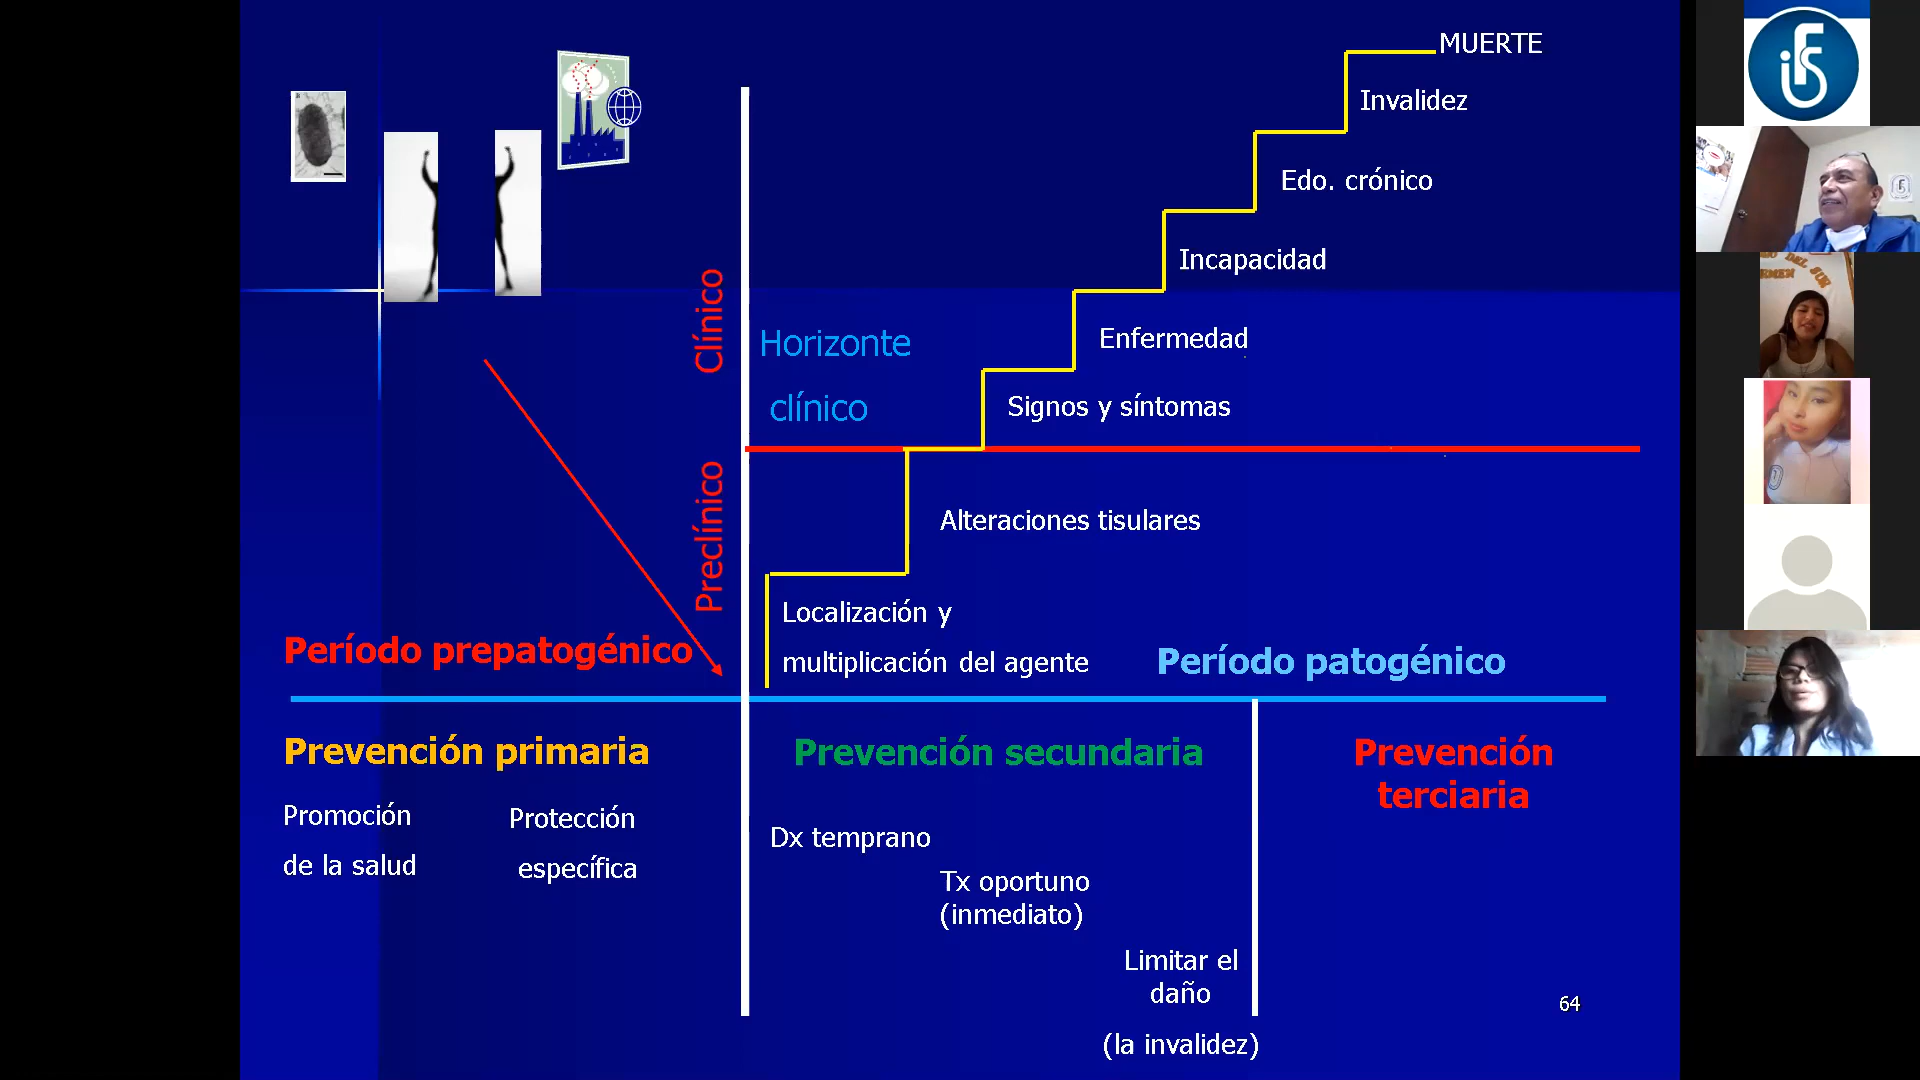 MUERTE
Invalidez
Edo. crónico
Incapacidad
Enfermedad
Signos y síntomas
Horizonte
clínico
Clínico
Preclínico
Alteraciones tisulares
Localización y
multiplicación del agente
Período prepatogénico
Período patogénico
Prevención primaria
Prevención secundaria
Prevención
terciaria
Promoción
de la salud
Protección
específica
Dx temprano
Tx oportuno
(inmediato)
Limitar el
daño
(la invalidez)
64
DEL SUR